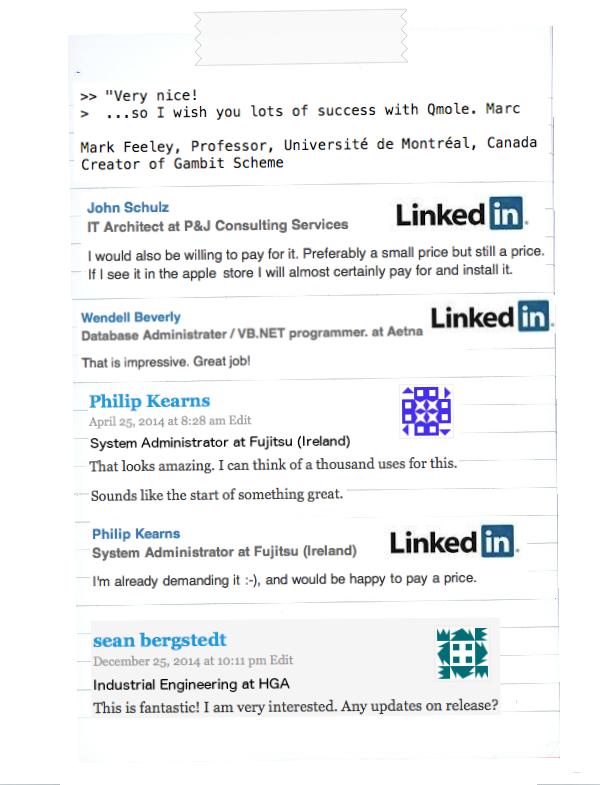 >> "Very nice!
>  ...so I wish you lots of success with Qmole. Marc
Mark Feeley, Professor, Université de Montréal, Canada
Creator of Gambit Scheme
John Schulz
IT Architect at P&J Consulting Services
Linked in.
I would also be willing to pay for it. Preferably a small price but still a price.
If I see it in the apple store I will almost certainly pay for and install it.
Wendell Beverly
Database Administrater / VB.NET programmer. at Aetna
Linked in.
That is impressive. Great job!
Philip Kearns
April 25, 2014 at 8:28 am Edit
System Administrator at Fujitsu (Ireland)
That looks amazing. I can think of a thousand uses for this.
Sounds like the start of something great.
Philip Kearns
System Administrator at Fujitsu (Ireland)
Linked in.
I'm already demanding it :-), and would be happy to pay a price.
sean bergstedt
December 25, 2014 at 10:11 pm Edit
Industrial Engineering at HGA
This is fantastic! I am very interested. Any updates on release?